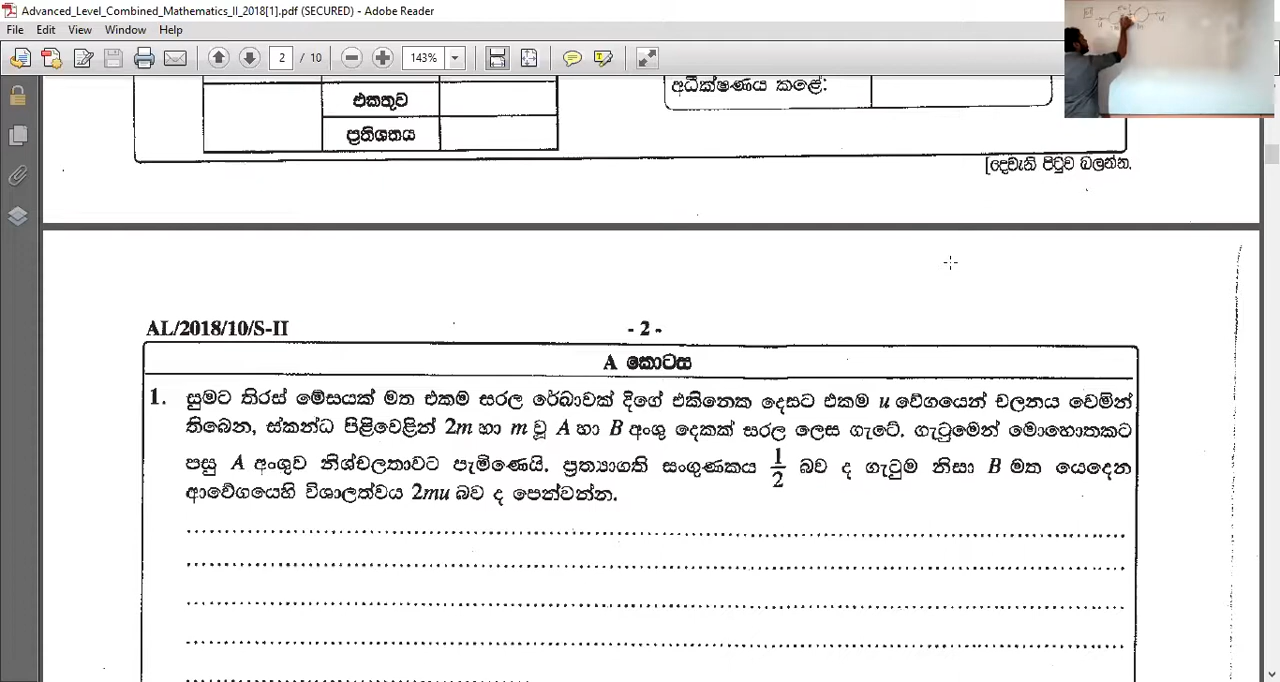 Advanced_Level_Combined_Mathematics_II_2018[1].pdf (SECURED) - Adobe Reader
File Edit View Window Help
2 / 10 143%
එකතුව
ප්‍රතිශතය
අධීක්ෂණය කළේ:
[දෙවැනි පිටුව බලන්න.
AL/2018/10/S-II
- 2 -
A කොටස
1. සුමට තිරස් මේසයක් මත එකම සරල රේඛාවක් දිගේ එකිනෙක දෙසට එකම u වේගයෙන් චලනය වෙමින්
තිබෙන, ස්කන්ධ පිළිවෙළින් 2m හා m වූ A හා B අංශු දෙකක් සරල ලෙස ගැටේ. ගැටුමෙන් මොහොතකට
පසු A අංශුව නිශ්චලතාවට පැමිණෙයි. ප්‍රත්‍යාගති සංගුණකය 1/2 බව ද ගැටුම නිසා B මත යෙදෙන
ආවේගයෙහි විශාලත්වය 2mu බව ද පෙන්වන්න.